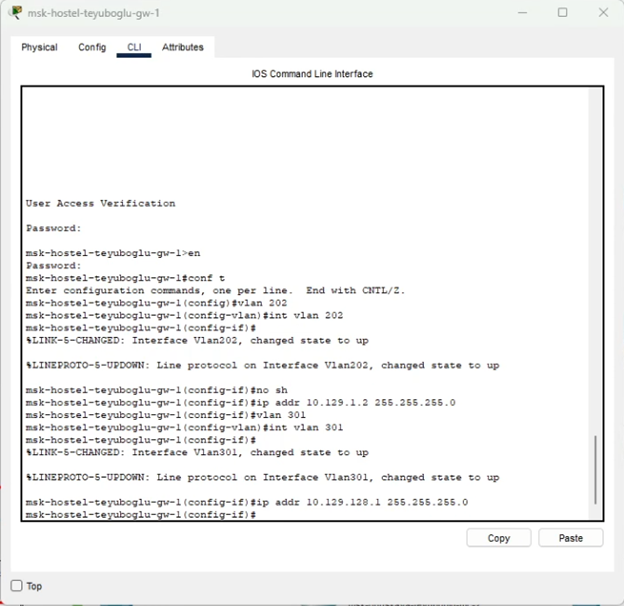 msk-hostel-teyuboglu-gw-1
Physical Config CLI Attributes
IOS Command Line Interface
User Access Verification
Password:
msk-hostel-teyuboglu-gw-1>en
Password:
msk-hostel-teyuboglu-gw-1#conf t
Enter configuration commands, one per line. End with CNTL/Z.
msk-hostel-teyuboglu-gw-1(config)#vlan 202
msk-hostel-teyuboglu-gw-1(config-vlan)#int vlan 202
msk-hostel-teyuboglu-gw-1(config-if)#
%LINK-5-CHANGED: Interface Vlan202, changed state to up
%LINEPROTO-5-UPDOWN: Line protocol on Interface Vlan202, changed state to up
msk-hostel-teyuboglu-gw-1(config-if)#no sh
msk-hostel-teyuboglu-gw-1(config-if)#ip addr 10.129.1.2 255.255.255.0
msk-hostel-teyuboglu-gw-1(config-if)#vlan 301
msk-hostel-teyuboglu-gw-1(config-vlan)#int vlan 301
msk-hostel-teyuboglu-gw-1(config-if)#
%LINK-5-CHANGED: Interface Vlan301, changed state to up
%LINEPROTO-5-UPDOWN: Line protocol on Interface Vlan301, changed state to up
msk-hostel-teyuboglu-gw-1(config-if)#ip addr 10.129.128.1 255.255.255.0
msk-hostel-teyuboglu-gw-1(config-if)#
Copy Paste
Top